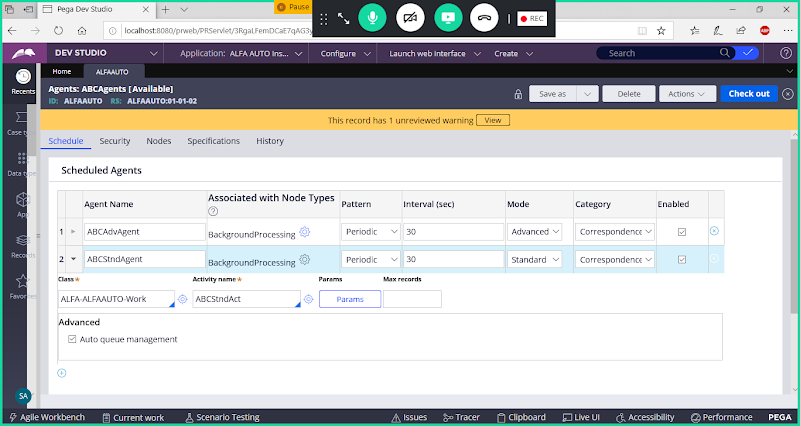 Pega Dev Studio
Pause
REC
localhost:8080/prweb/PRServlet/3RgaLFemDCaE7qAG3y
DEV STUDIO
Application: ALFA AUTO Ins...
Configure
Launch web Interface
Create
Search
Home
ALFAAUTO
Recents
Case ty
Data type
App
Records
Favorites
SA
Agents: ABCAgents [Available]
ID: ALFAAUTO RS: ALFAAUTO:01-01-02
Save as
Delete
Actions
Check out
This record has 1 unreviewed warning
View
Schedule
Security
Nodes
Specifications
History
Scheduled Agents
Agent Name
Associated with Node Types
Pattern
Interval (sec)
Mode
Category
Enabled
1 ABCAdvAgent BackgroundProcessing Periodic 30 Advanced Correspondence
2 ABCStndAgent BackgroundProcessing Periodic 30 Standard Correspondence
Class * Activity name * Params Max records
ALFA-ALFAAUTO-Work ABCStndAct Params
Advanced
Auto queue management
Agile Workbench
Current work
Scenario Testing
Issues
Tracer
Clipboard
Live UI
Accessibility
Performance
PEGA